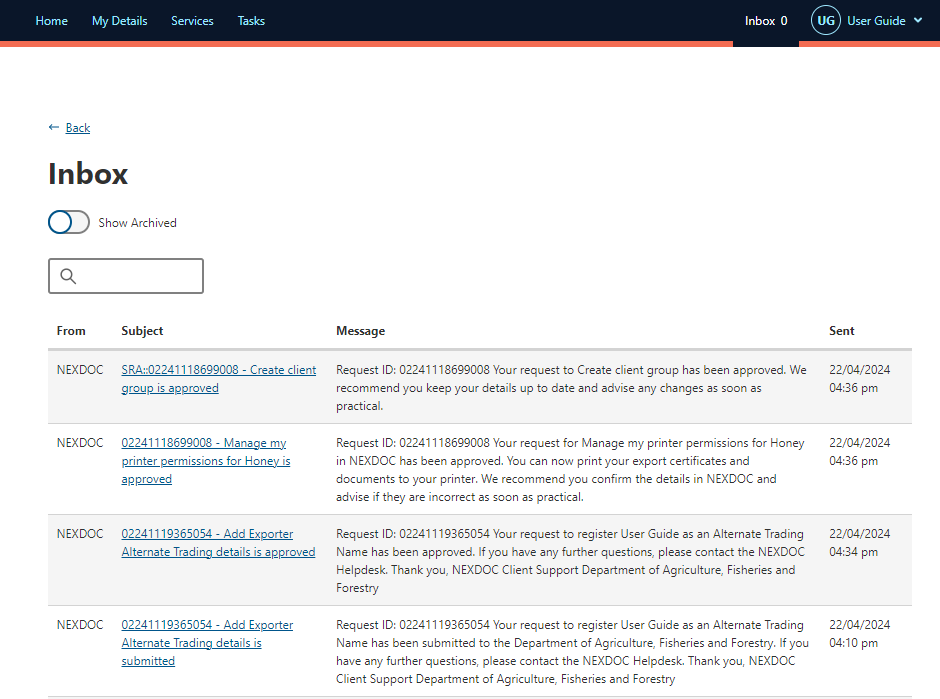 Home My Details Services Tasks Inbox 0 UG User Guide
← Back
Inbox
Show Archived
From Subject Message Sent
NEXDOC SRA::02241118699008 - Create client Request ID: 02241118699008 Your request to Create client group has been approved. We 22/04/2024
group is approved recommend you keep your details up to date and advise any changes as soon as 04:36 pm
practical.
NEXDOC 02241118699008 - Manage my Request ID: 02241118699008 Your request for Manage my printer permissions for Honey 22/04/2024
printer permissions for Honey is in NEXDOC has been approved. You can now print your export certificates and 04:36 pm
approved documents to your printer. We recommend you confirm the details in NEXDOC and
advise if they are incorrect as soon as practical.
NEXDOC 02241119365054 - Add Exporter Request ID: 02241119365054 Your request to register User Guide as an Alternate Trading 22/04/2024
Alternate Trading details is approved Name has been approved. If you have any further questions, please contact the NEXDOC 04:34 pm
Helpdesk. Thank you, NEXDOC Client Support Department of Agriculture, Fisheries and
Forestry
NEXDOC 02241119365054 - Add Exporter Request ID: 02241119365054 Your request to register User Guide as an Alternate Trading 22/04/2024
Alternate Trading details is Name has been submitted to the Department of Agriculture, Fisheries and Forestry. If you 04:10 pm
submitted have any further questions, please contact the NEXDOC Helpdesk. Thank you, NEXDOC
Client Support Department of Agriculture, Fisheries and Forestry